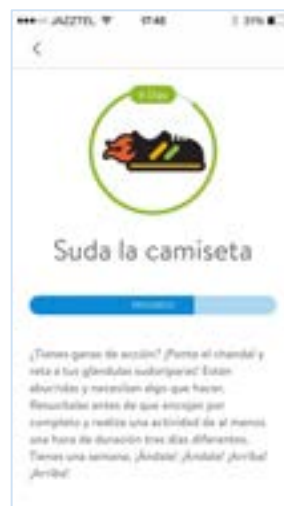 JAZZTEL 17:48 31%
Suda la camiseta
¿Tienes ganas de acción? ¡Ponte el chandal y
reta a tus glándulas sudoríparas! Están
aburridas y necesitan algo que hacer.
Resucítalas antes de que encojan por
completo y realiza una actividad de al menos
una hora de duración tres días diferentes.
Tienes una semana. ¡Ándale! ¡Ándale! ¡Arriba!
¡Arriba!